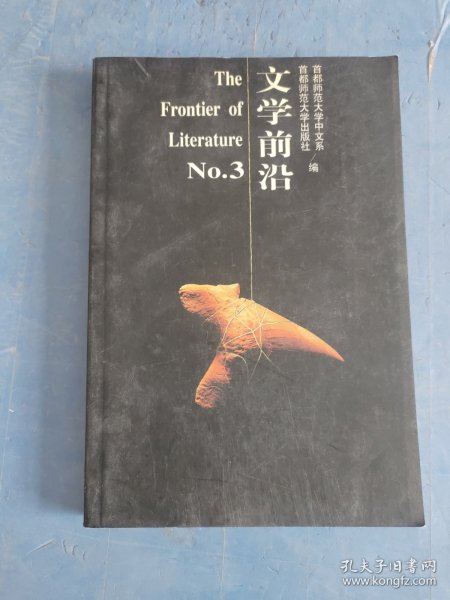 The
Frontier of
Literature
No.3
文学前沿
首都师范大学中文系
首都师范大学出版社
/编
孔夫子旧书网
www.kongfz.com